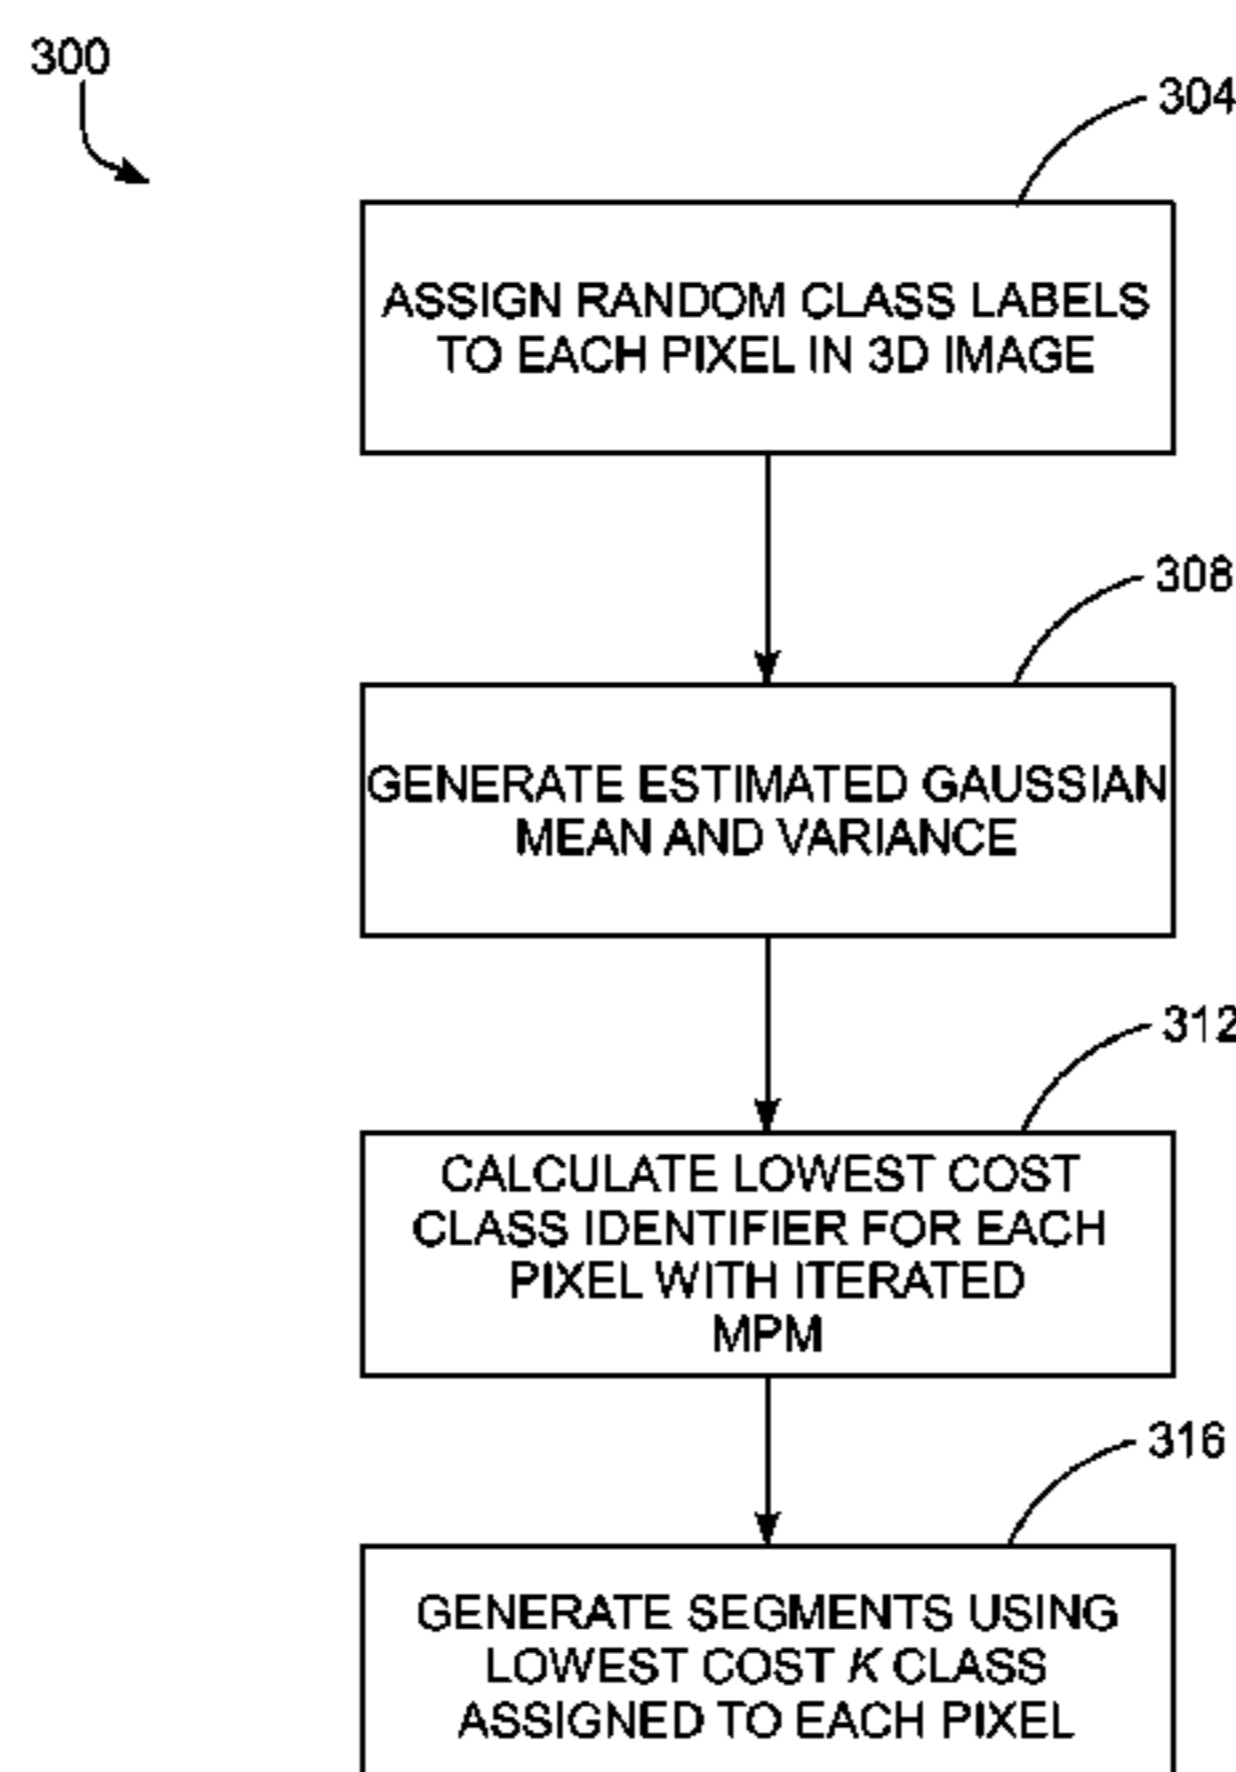 300
304
ASSIGN RANDOM CLASS LABELS
TO EACH PIXEL IN 3D IMAGE
308
GENERATE ESTIMATED GAUSSIAN
MEAN AND VARIANCE
312
CALCULATE LOWEST COST
CLASS IDENTIFIER FOR EACH
PIXEL WITH ITERATED
MPM
316
GENERATE SEGMENTS USING
LOWEST COST K CLASS
ASSIGNED TO EACH PIXEL